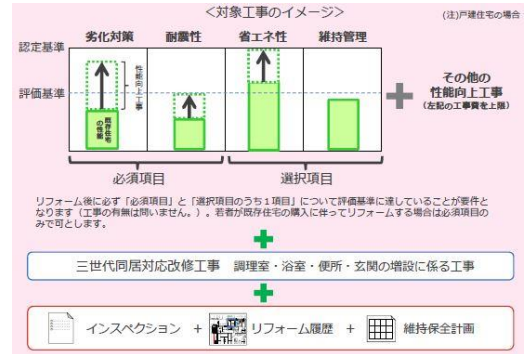 ＜対象工事のイメージ＞
(注)戸建住宅の場合
劣化対策 耐震性 省エネ性 維持管理
認定基準
評価基準
性能向上工事
既存住宅の性能
その他の
性能向上工事
(左記の工事費を上限)
必須項目 選択項目
リフォーム後に必ず「必須項目」と「選択項目のうち１項目」について評価基準に達していることが要件と
なります（工事の有無は問いません。）。若者が既存住宅の購入に伴ってリフォームする場合は必須項目の
みで可とします。
三世代同居対応改修工事 調理室・浴室・便所・玄関の増設に係る工事
インスペクション + リフォーム履歴 + 維持保全計画